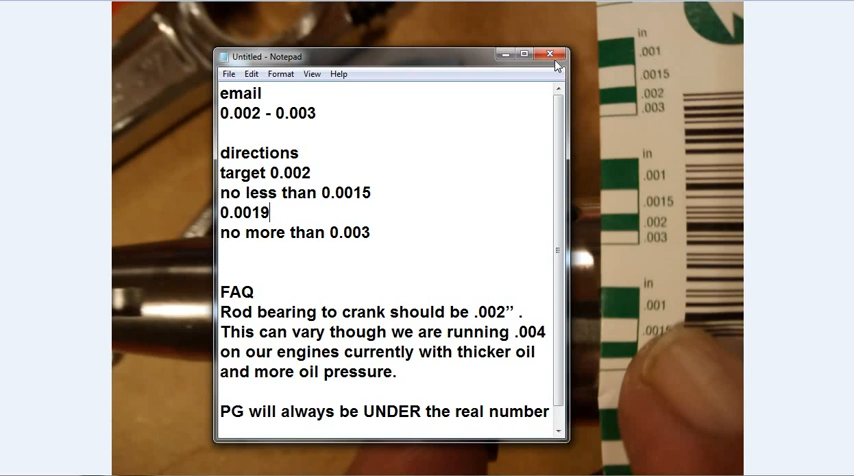 Untitled - Notepad
File Edit Format View Help
email
0.002 - 0.003
directions
target 0.002
no less than 0.0015
0.0019
no more than 0.003
FAQ
Rod bearing to crank should be .002” .
This can vary though we are running .004
on our engines currently with thicker oil
and more oil pressure.
PG will always be UNDER the real number
in
.001
.0015
.002
.003
in
.001
.0015
.002
.003
in
.001
.0015